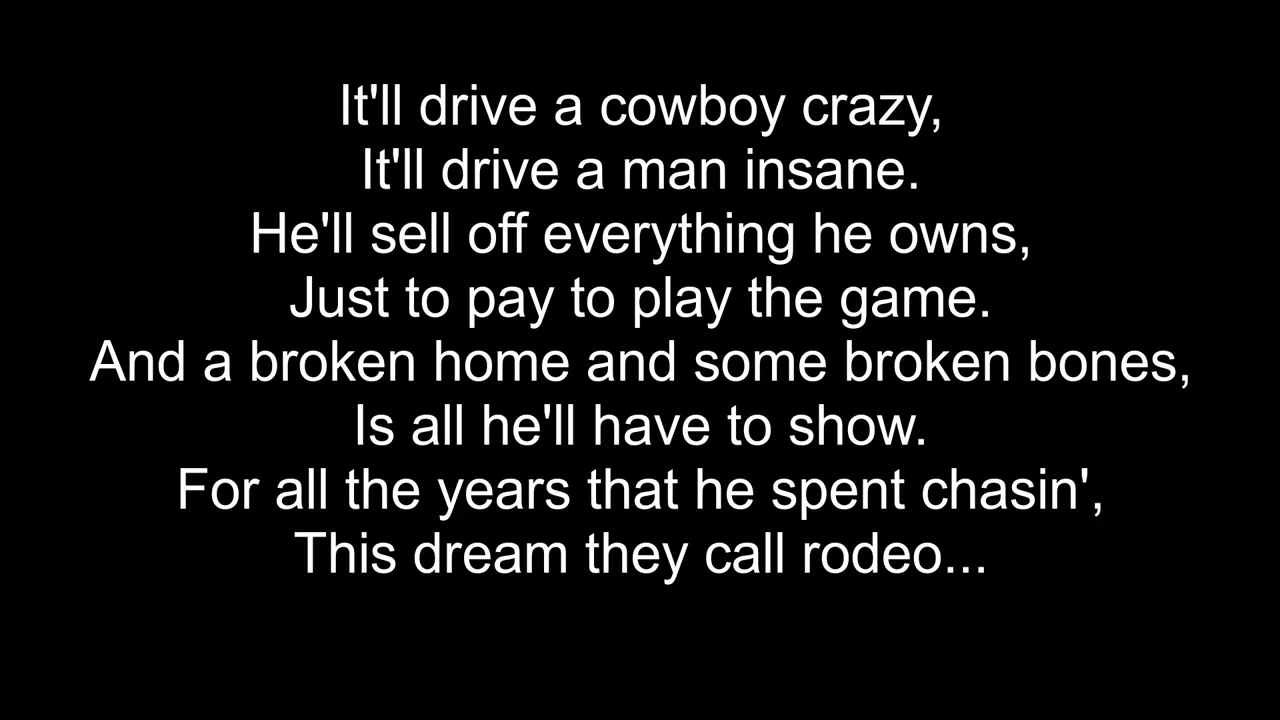 It'll drive a cowboy crazy,
It'll drive a man insane.
He'll sell off everything he owns,
Just to pay to play the game.
And a broken home and some broken bones,
Is all he'll have to show.
For all the years that he spent chasin',
This dream they call rodeo...